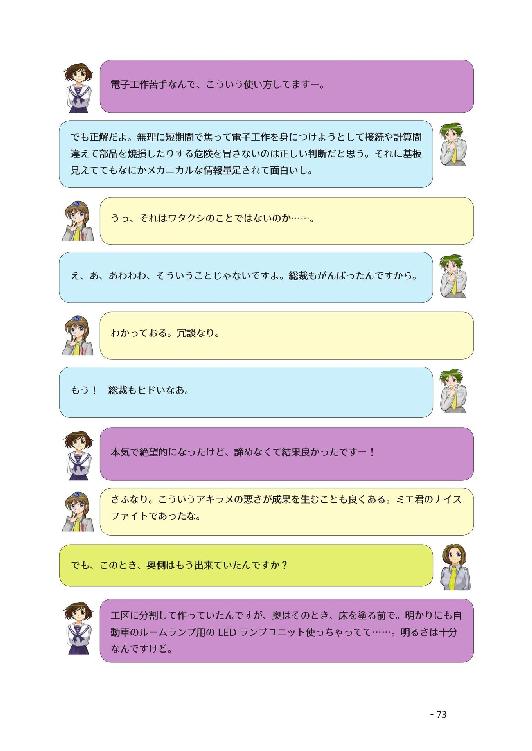 電子工作苦手なんで、こういう使い方してますー。
でも正解だよ。無理に短期間で焦って電子工作を身につけようとして接続や計算間
違えて部品を焼損したりする危険を冒さないのは正しい判断だと思う。それに基板
見えててもなにかメカニカルな情報量足されて面白いし。
うっ、それはワタクシのことではないのか……。
え、あ、あわわわ、そういうことじゃないですよ。総裁もがんばったんですから。
わかっておる。冗談なり。
もう！　総裁もヒドいなあ。
本気で絶望的になったけど、諦めなくて結果良かったですー！
さふなり。こういうアキラメの悪さが成果を生むことも良くある。ミエ君のナイス
ファイトであったな。
でも、このとき、奥側はもう出来ていたんですか？
工区に分割して作っていたんですが、奥はそのとき、床を塗る前で。明かりにも自
動車のルームランプ用の LED ランプユニット使っちゃってて……。明るさは十分
なんですけど。
- 73